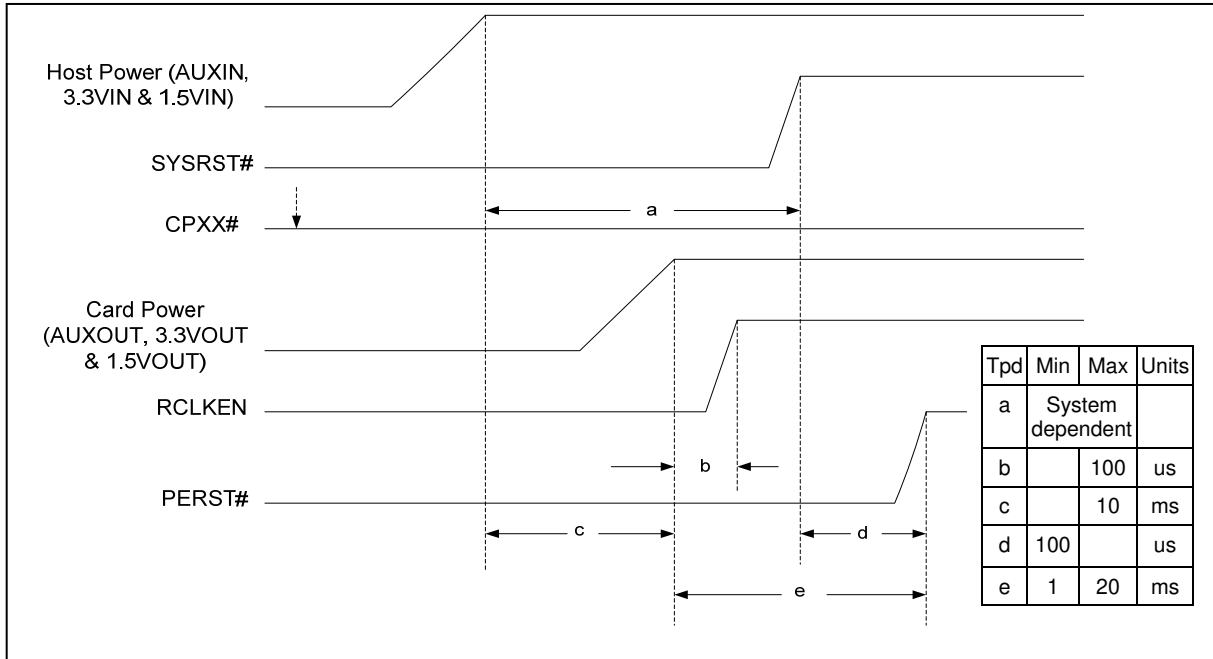 Host Power (AUXIN,
3.3VIN & 1.5VIN)
SYSRST#
a
CPXX#
Card Power
(AUXOUT, 3.3VOUT
& 1.5VOUT)
RCLKEN
b
PERST#
c
d
e
Tpd Min Max Units
a System
dependent
b 100 us
c 10 ms
d 100 us
e 1 20 ms